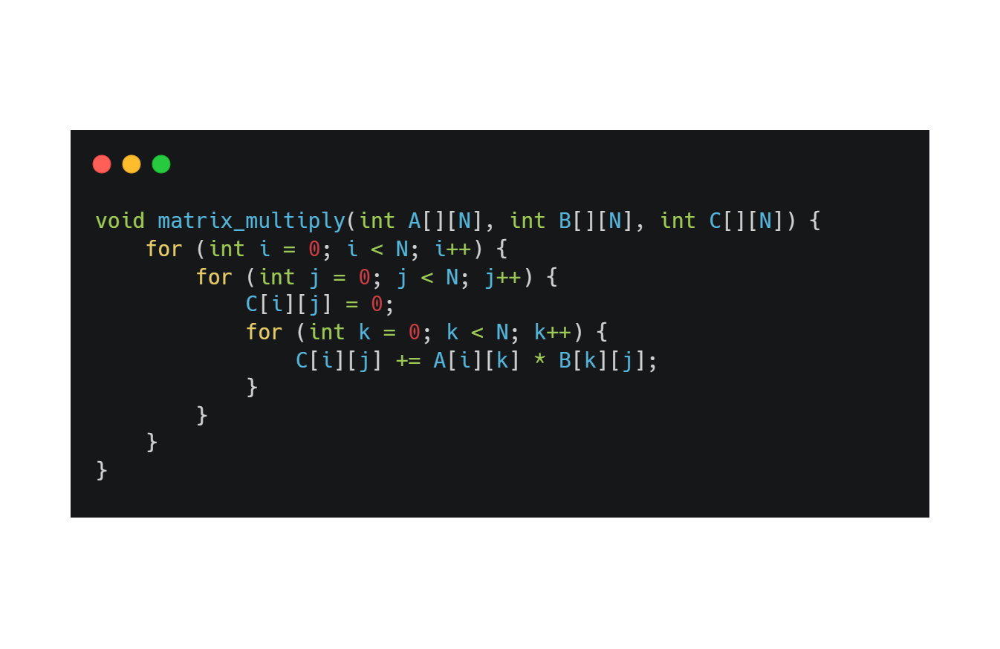 void matrix_multiply(int A[][N], int B[][N], int C[][N]) {
    for (int i = 0; i < N; i++) {
        for (int j = 0; j < N; j++) {
            C[i][j] = 0;
            for (int k = 0; k < N; k++) {
                C[i][j] += A[i][k] * B[k][j];
            }
        }
    }
}